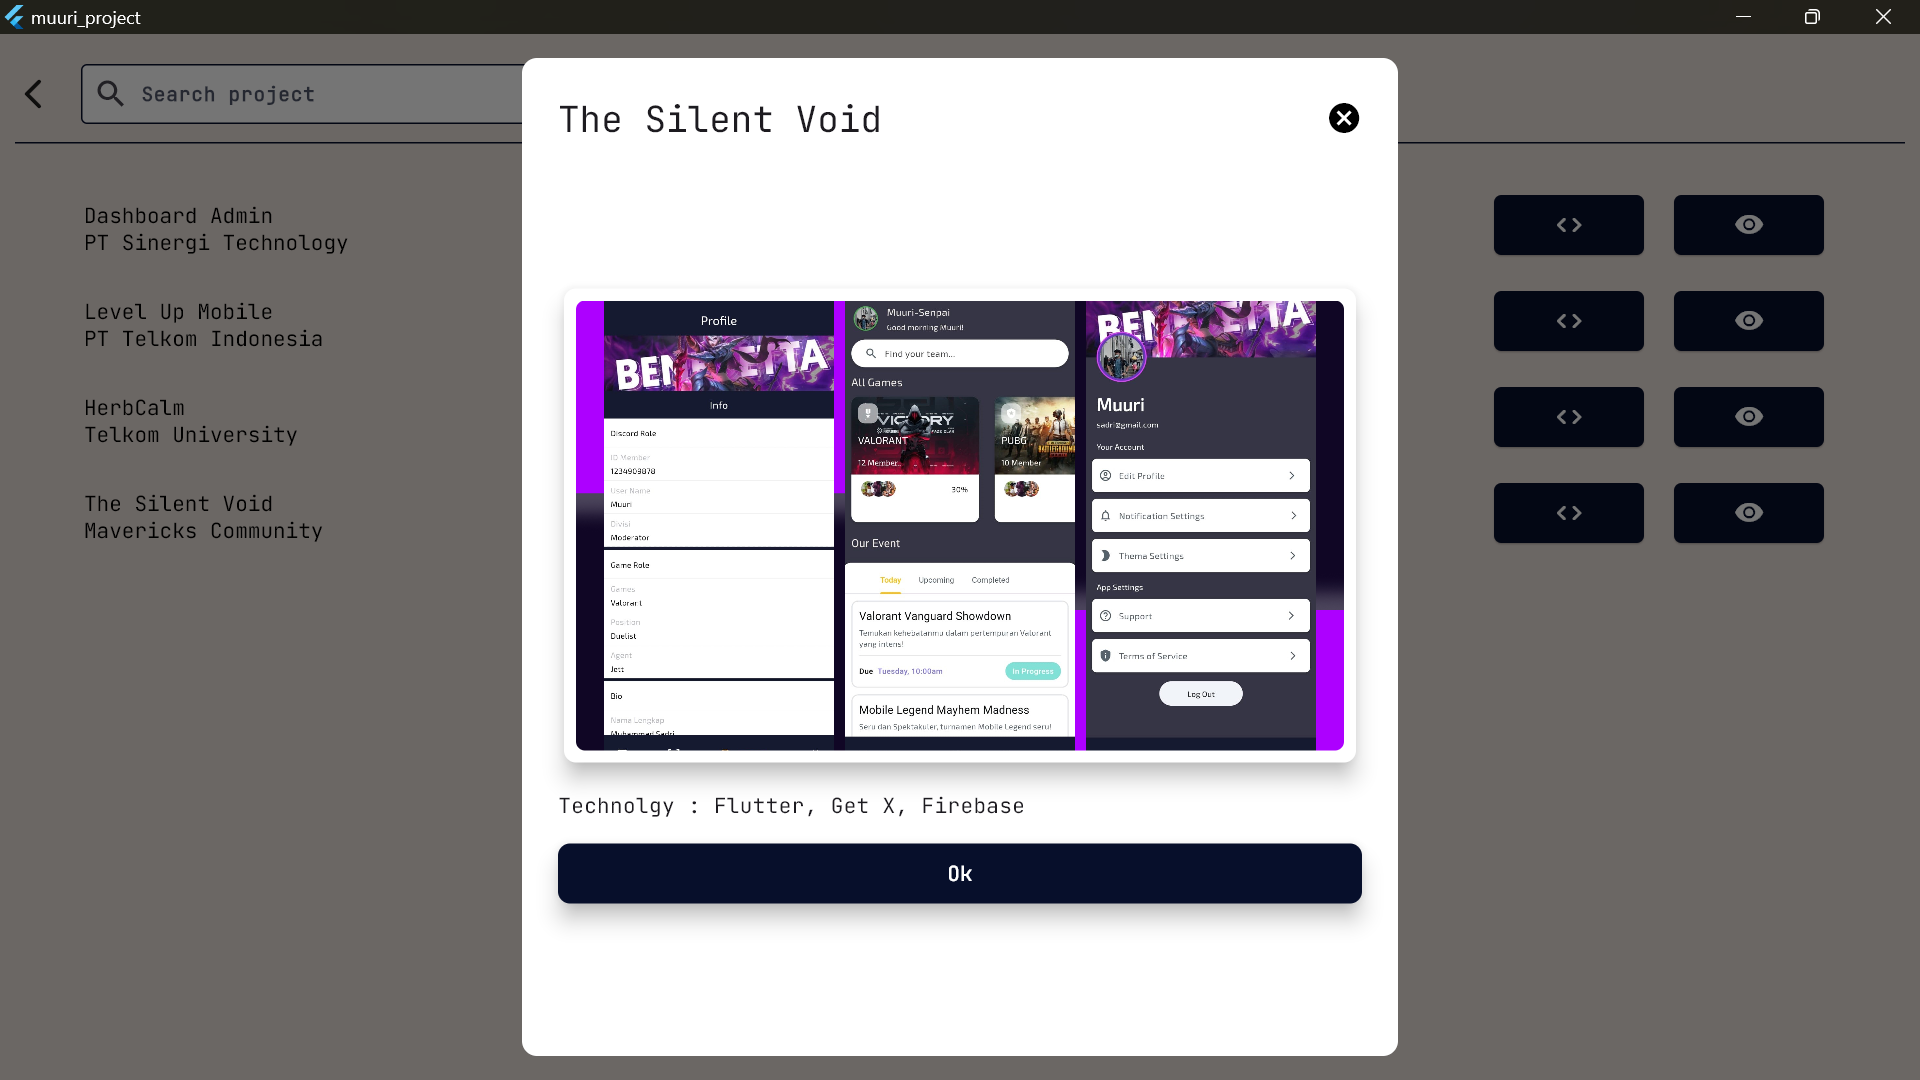 muuri_project
Search project
The Silent Void
Dashboard Admin
PT Sinergi Technology
Level Up Mobile
PT Telkom Indonesia
HerbCalm
Telkom University
The Silent Void
Mavericks Community
Profile
Info
Discord Role
ID Member
1234909878
User Name
Muuri
Divisi
Moderator
Game Role
Games
Valorant
Position
Duelist
Agent
Jett
Bio
Nama Lengkap
Muhammad Sadri
Muuri-Senpai
Good morning Muuri!
Find your team...
All Games
VICTORY
VALORANT
12 Member
30%
PUBG
10 Member
Our Event
Today Upcoming Completed
Valorant Vanguard Showdown
Temukan kehebatanmu dalam pertempuran Valorant
yang intens!
Due Tuesday, 10:00am
In Progress
Mobile Legend Mayhem Madness
Seru dan Spektakuler, turnamen Mobile Legend seru!
Muuri
sadri@gmail.com
Your Account
Edit Profile
Notification Settings
Thema Settings
App Settings
Support
Terms of Service
Log Out
Technolgy : Flutter, Get X, Firebase
Ok